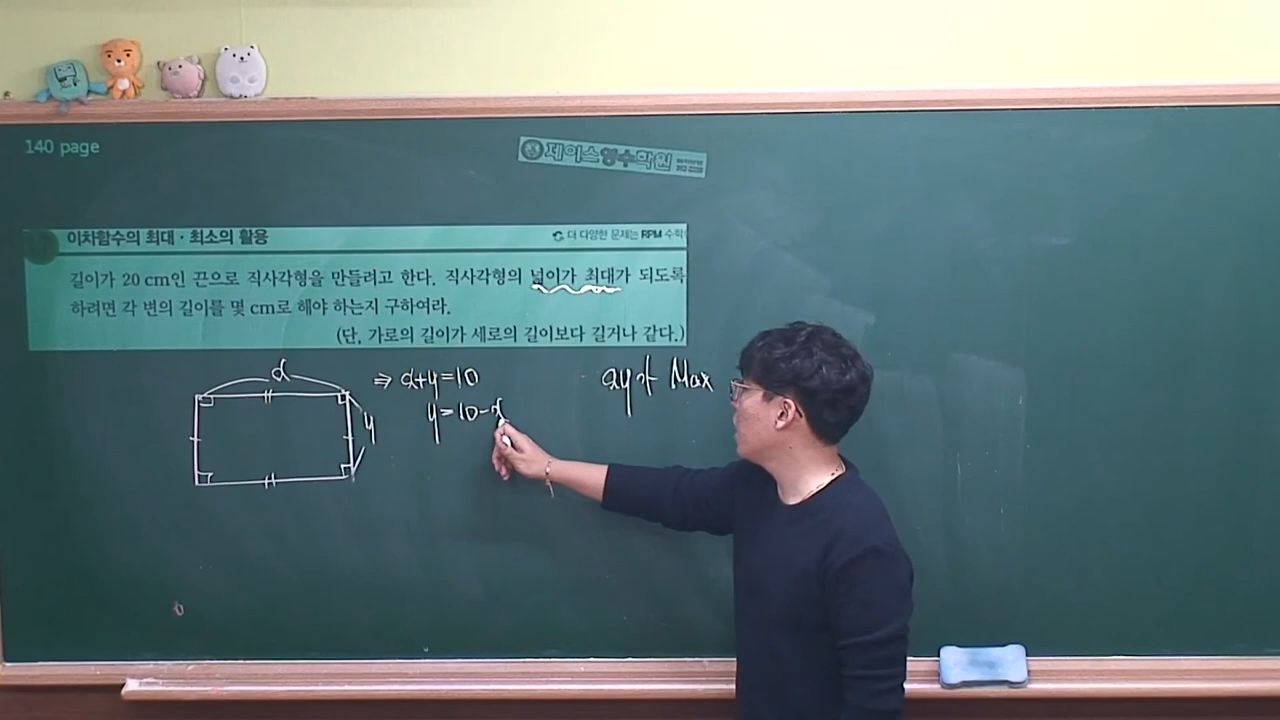 140 page
제이스영수학원
이차함수의 최대 · 최소의 활용
더 다양한 문제는 RPM 수학
길이가 20 cm인 끈으로 직사각형을 만들려고 한다. 직사각형의 넓이가 최대가 되도록
하려면 각 변의 길이를 몇 cm로 해야 하는지 구하여라.
(단, 가로의 길이가 세로의 길이보다 길거나 같다.)
x
⇒ x+y=10
xy가 Max
y=10-x
y